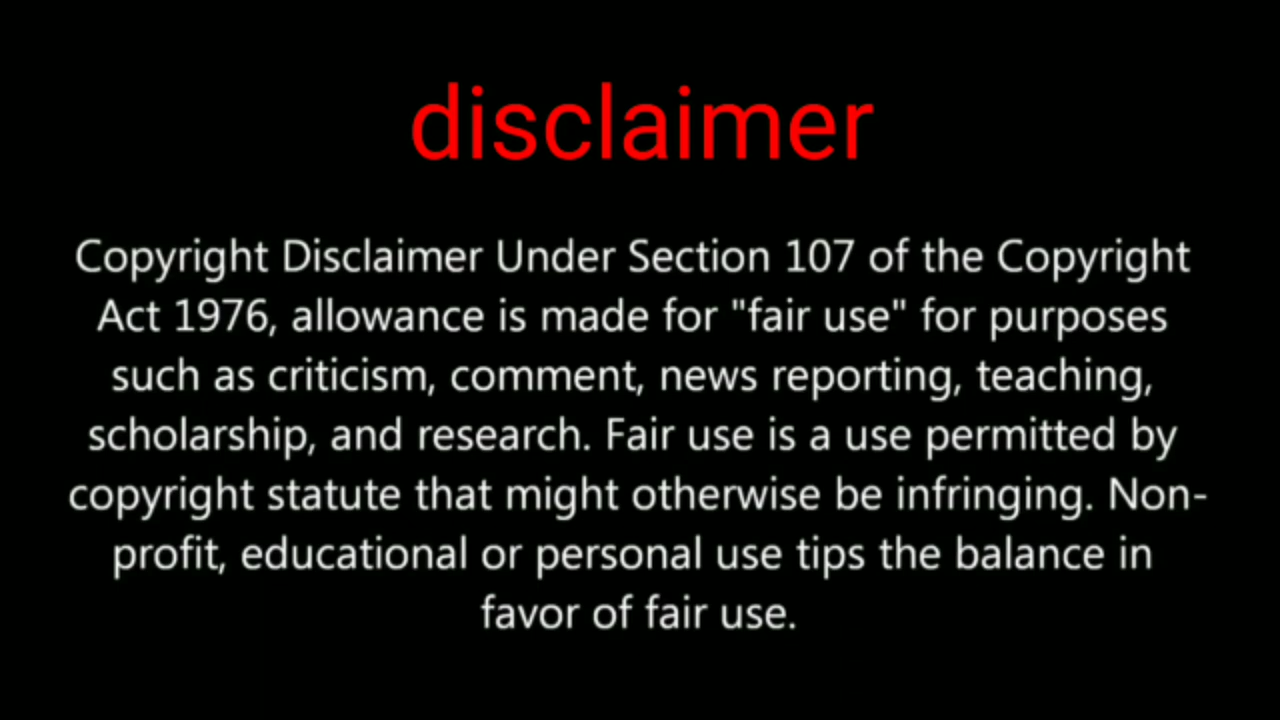 disclaimer
Copyright Disclaimer Under Section 107 of the Copyright
Act 1976, allowance is made for "fair use" for purposes
such as criticism, comment, news reporting, teaching,
scholarship, and research. Fair use is a use permitted by
copyright statute that might otherwise be infringing. Non-
profit, educational or personal use tips the balance in
favor of fair use.